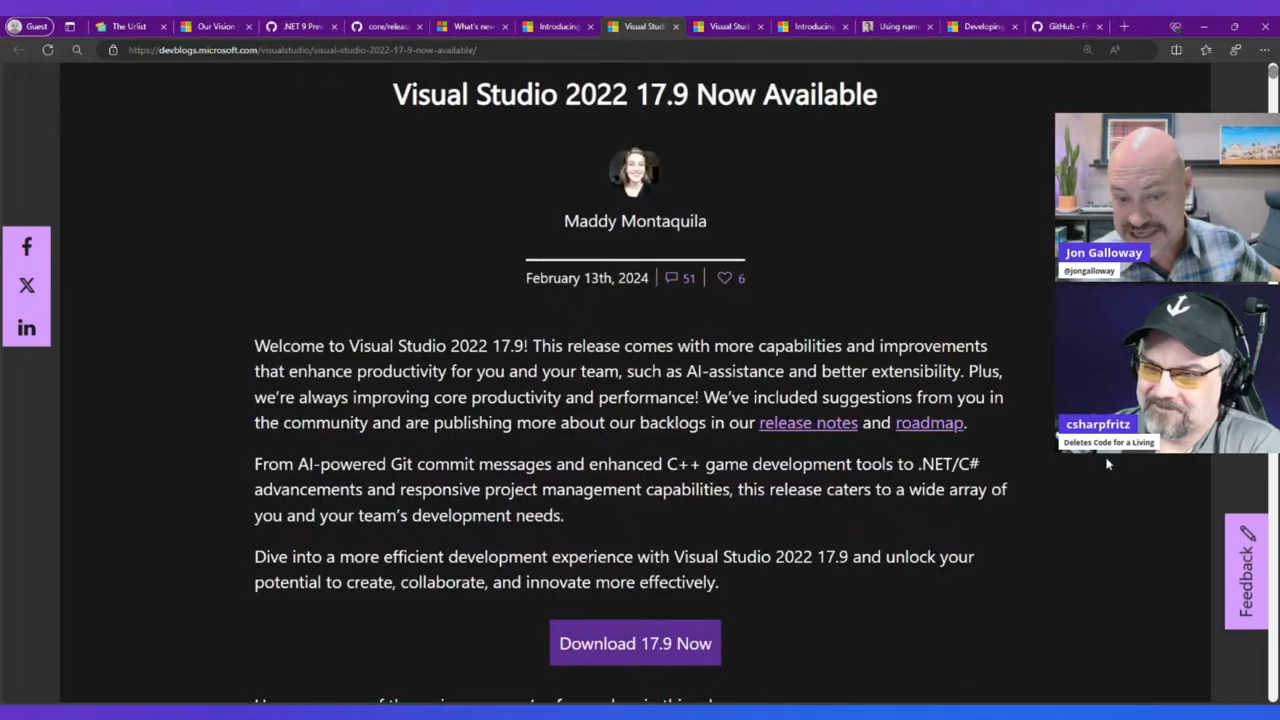 Guest
The Urlist
Our Vision
.NET 9 Prev
core/releas
What's new
Introducing
Visual Studi
Visual Studi
Introducing
Using nam
Developing
GitHub - Fr
https://devblogs.microsoft.com/visualstudio/visual-studio-2022-17-9-now-available/
Visual Studio 2022 17.9 Now Available
Maddy Montaquila
February 13th, 2024
51
6
Welcome to Visual Studio 2022 17.9! This release comes with more capabilities and improvements
that enhance productivity for you and your team, such as AI-assistance and better extensibility. Plus,
we're always improving core productivity and performance! We've included suggestions from you in
the community and are publishing more about our backlogs in our release notes and roadmap.
From AI-powered Git commit messages and enhanced C++ game development tools to .NET/C#
advancements and responsive project management capabilities, this release caters to a wide array of
you and your team's development needs.
Dive into a more efficient development experience with Visual Studio 2022 17.9 and unlock your
potential to create, collaborate, and innovate more effectively.
Download 17.9 Now
Jon Galloway
@jongalloway
csharpfritz
Deletes Code for a Living
Feedback